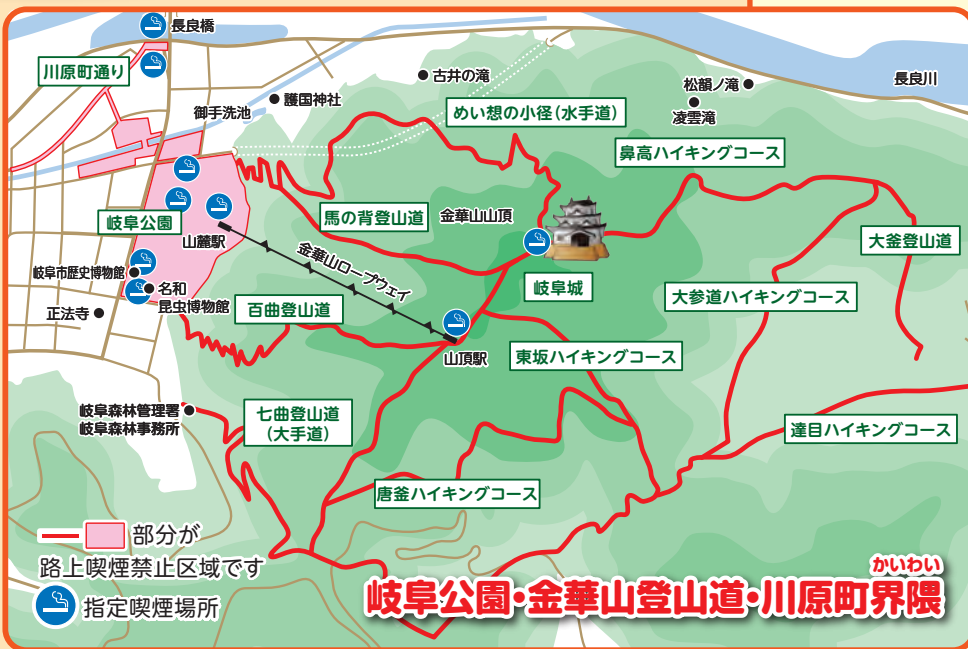 長良橋
川原町通り
古井の滝
護国神社
御手洗池
松韻ノ滝
凌雲滝
長良川
めい想の小径(水手道)
鼻高ハイキングコース
岐阜公園
山麓駅
馬の背登山道
金華山山頂
大釜登山道
岐阜市歴史博物館
名和
昆虫博物館
正法寺
金華山ロープウェイ
岐阜城
大参道ハイキングコース
百曲登山道
山頂駅
東坂ハイキングコース
岐阜森林管理署
岐阜森林事務所
七曲登山道
(大手道)
達目ハイキングコース
唐釜ハイキングコース
部分が
路上喫煙禁止区域です
指定喫煙場所
かいわい
岐阜公園・金華山登山道・川原町界隈